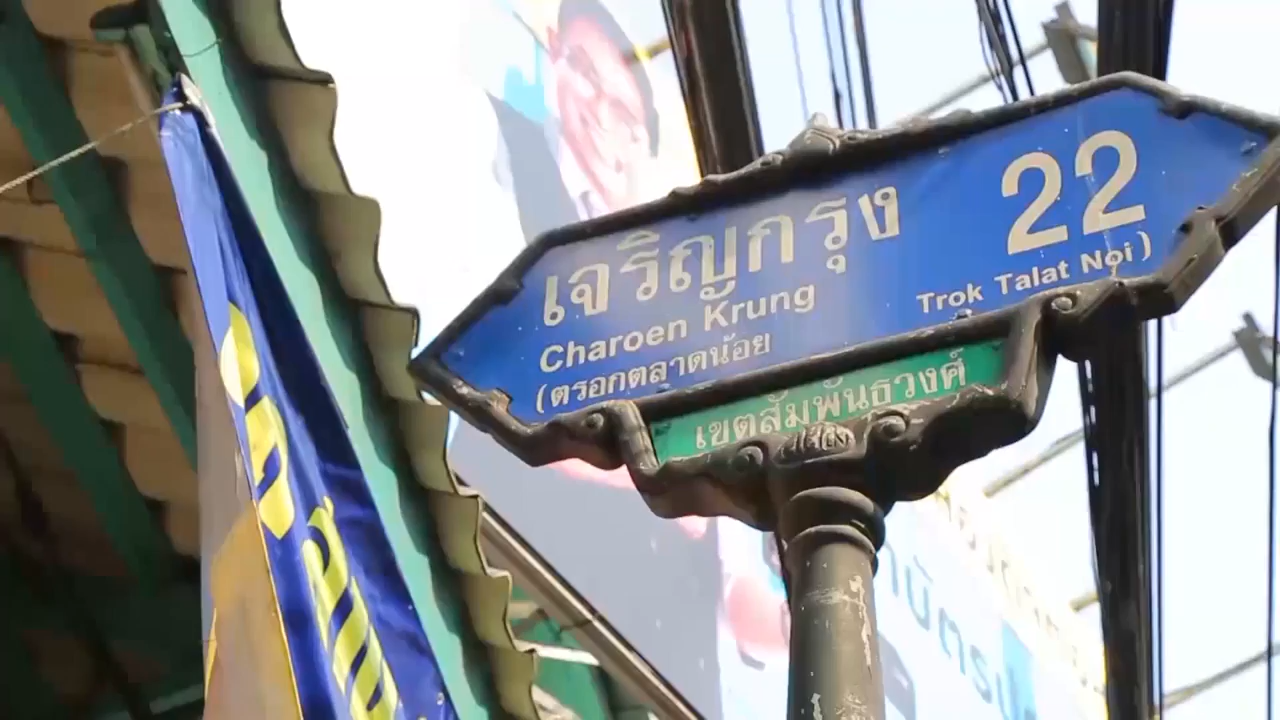 เจริญกรุง 22
Charoen Krung
(ตรอกตลาดน้อย Trok Talat Noi)
เขตสัมพันธวงศ์